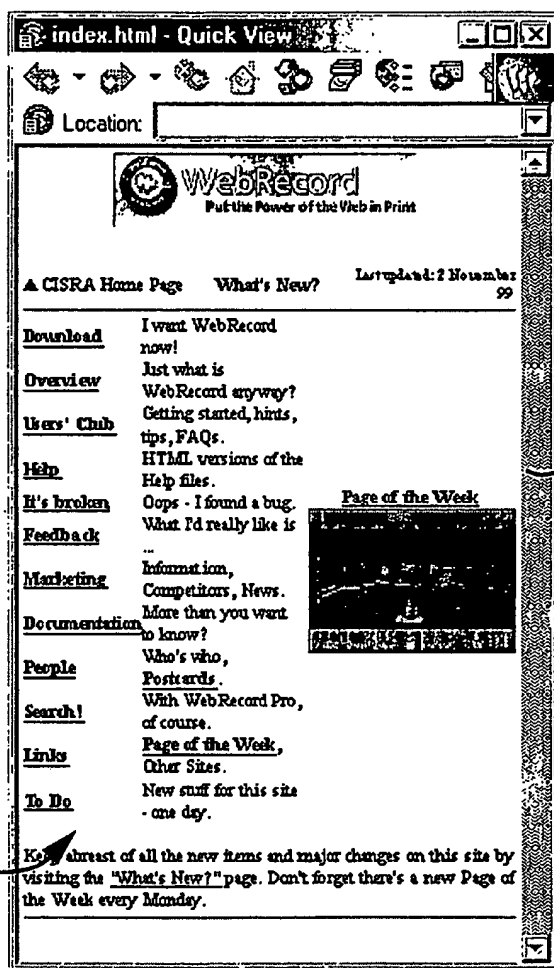 index.html - Quick View
Location:
WebRecord
Put the Power of the Web in Print
▲ CISRA Home Page What's New? Last updated: 2 November 99
Download I want WebRecord now!
Overview Just what is WebRecord anyway?
Users' Club Getting started, hints, tips, FAQs.
Help HTML versions of the Help files.
It's broken Oops - I found a bug.
Feedback What I'd really like is ...
Marketing Information, Competitors, News.
Documentation More than you want to know?
People Who's who, Postcards.
Search! With WebRecord Pro, of course.
Links Page of the Week, Other Sites.
To Do New stuff for this site - one day.
Page of the Week
Keep abreast of all the new items and major changes on this site by
visiting the "What's New?" page. Don't forget there's a new Page of
the Week every Monday.